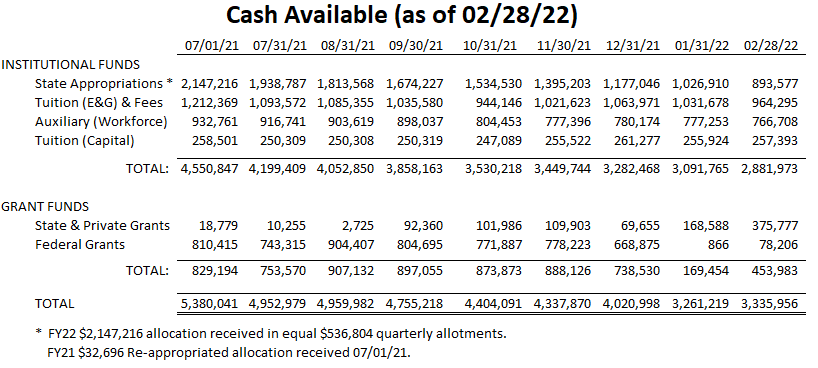 Cash Available (as of 02/28/22)
07/01/21 07/31/21 08/31/21 09/30/21 10/31/21 11/30/21 12/31/21 01/31/22 02/28/22
INSTITUTIONAL FUNDS
State Appropriations * 2,147,216 1,938,787 1,813,568 1,674,227 1,534,530 1,395,203 1,177,046 1,026,910 893,577
Tuition (E&G) & Fees 1,212,369 1,093,572 1,085,355 1,035,580 944,146 1,021,623 1,063,971 1,031,678 964,295
Auxiliary (Workforce) 932,761 916,741 903,619 898,037 804,453 777,396 780,174 777,253 766,708
Tuition (Capital) 258,501 250,309 250,308 250,319 247,089 255,522 261,277 255,924 257,393
TOTAL: 4,550,847 4,199,409 4,052,850 3,858,163 3,530,218 3,449,744 3,282,468 3,091,765 2,881,973
GRANT FUNDS
State & Private Grants 18,779 10,255 2,725 92,360 101,986 109,903 69,655 168,588 375,777
Federal Grants 810,415 743,315 904,407 804,695 771,887 778,223 668,875 866 78,206
TOTAL: 829,194 753,570 907,132 897,055 873,873 888,126 738,530 169,454 453,983
TOTAL 5,380,041 4,952,979 4,959,982 4,755,218 4,404,091 4,337,870 4,020,998 3,261,219 3,335,956
* FY22 $2,147,216 allocation received in equal $536,804 quarterly allotments.
FY21 $32,696 Re-appropriated allocation received 07/01/21.